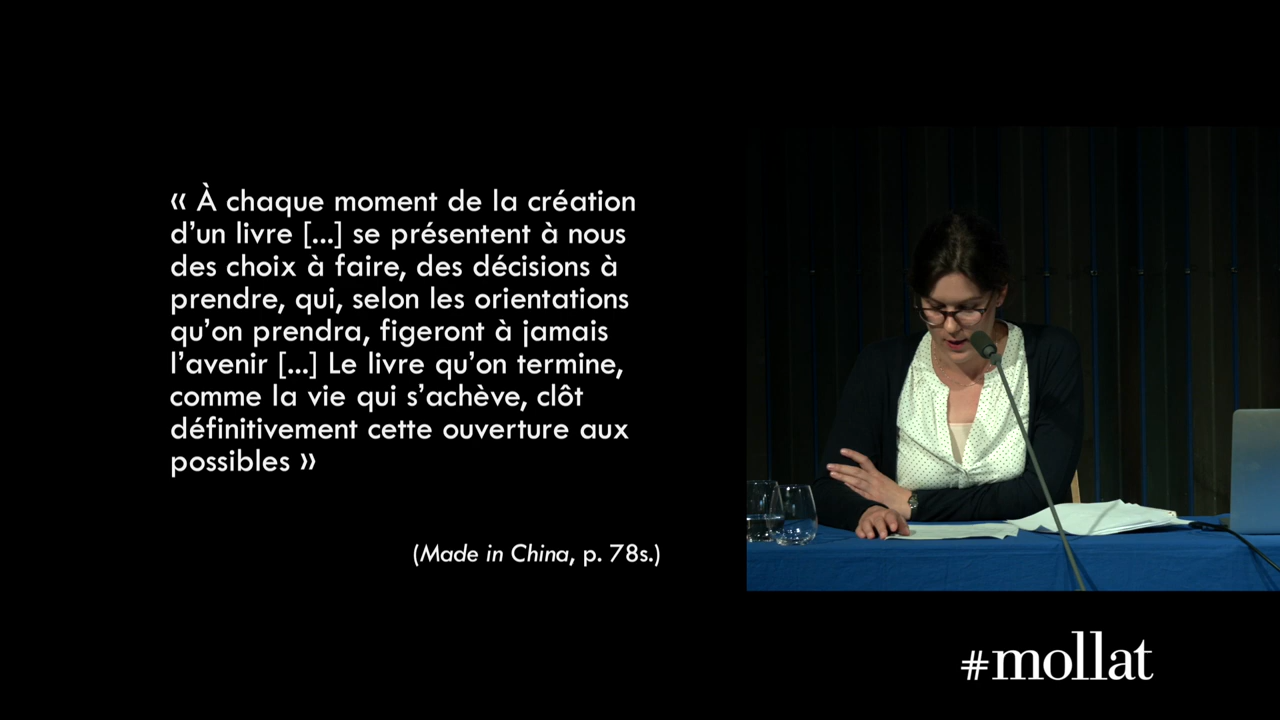 « À chaque moment de la création
d’un livre [...] se présentent à nous
des choix à faire, des décisions à
prendre, qui, selon les orientations
qu’on prendra, figeront à jamais
l’avenir [...] Le livre qu’on termine,
comme la vie qui s’achève, clôt
définitivement cette ouverture aux
possibles »
(Made in China, p. 78s.)
#mollat